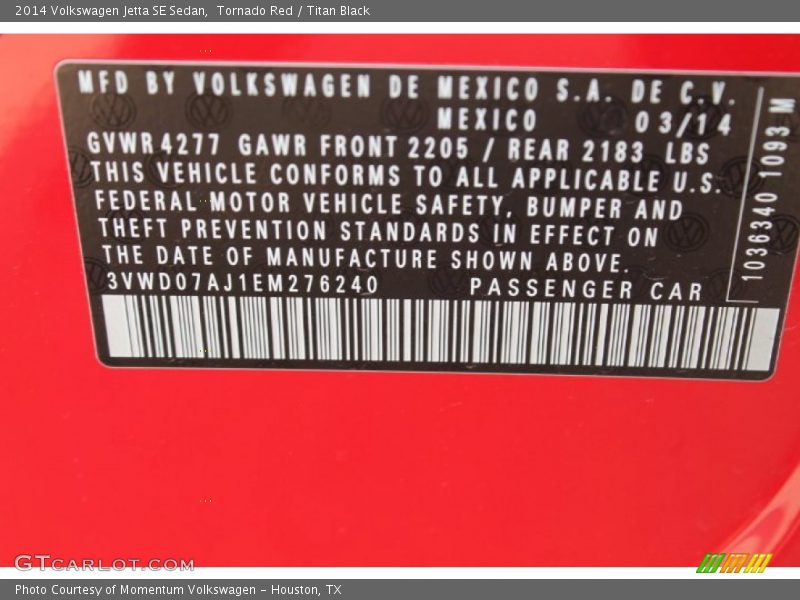 2014 Volkswagen Jetta SE Sedan,  Tornado Red / Titan Black
MFD BY VOLKSWAGEN DE MEXICO S.A. DE C.V.
MEXICO 03/14
GVWR 4277 GAWR FRONT 2205 / REAR 2183 LBS
THIS VEHICLE CONFORMS TO ALL APPLICABLE U.S.
FEDERAL MOTOR VEHICLE SAFETY, BUMPER AND
THEFT PREVENTION STANDARDS IN EFFECT ON
THE DATE OF MANUFACTURE SHOWN ABOVE.
3VWD07AJ1EM276240 PASSENGER CAR
1036340 1093 M
GTCARLOT.COM
Photo Courtesy of Momentum Volkswagen - Houston, TX